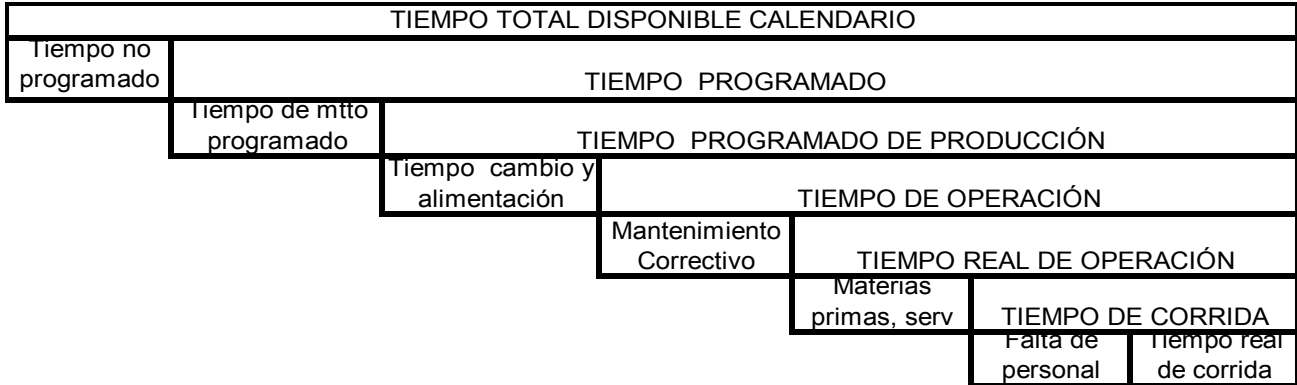 TIEMPO TOTAL DISPONIBLE CALENDARIO
Tiempo no
programado
TIEMPO PROGRAMADO
Tiempo de mtto
programado
TIEMPO PROGRAMADO DE PRODUCCIÓN
Tiempo cambio y
alimentación
TIEMPO DE OPERACIÓN
Mantenimiento
Correctivo
TIEMPO REAL DE OPERACIÓN
Materias
primas, serv
TIEMPO DE CORRIDA
Falta de
personal
Tiempo real
de corrida